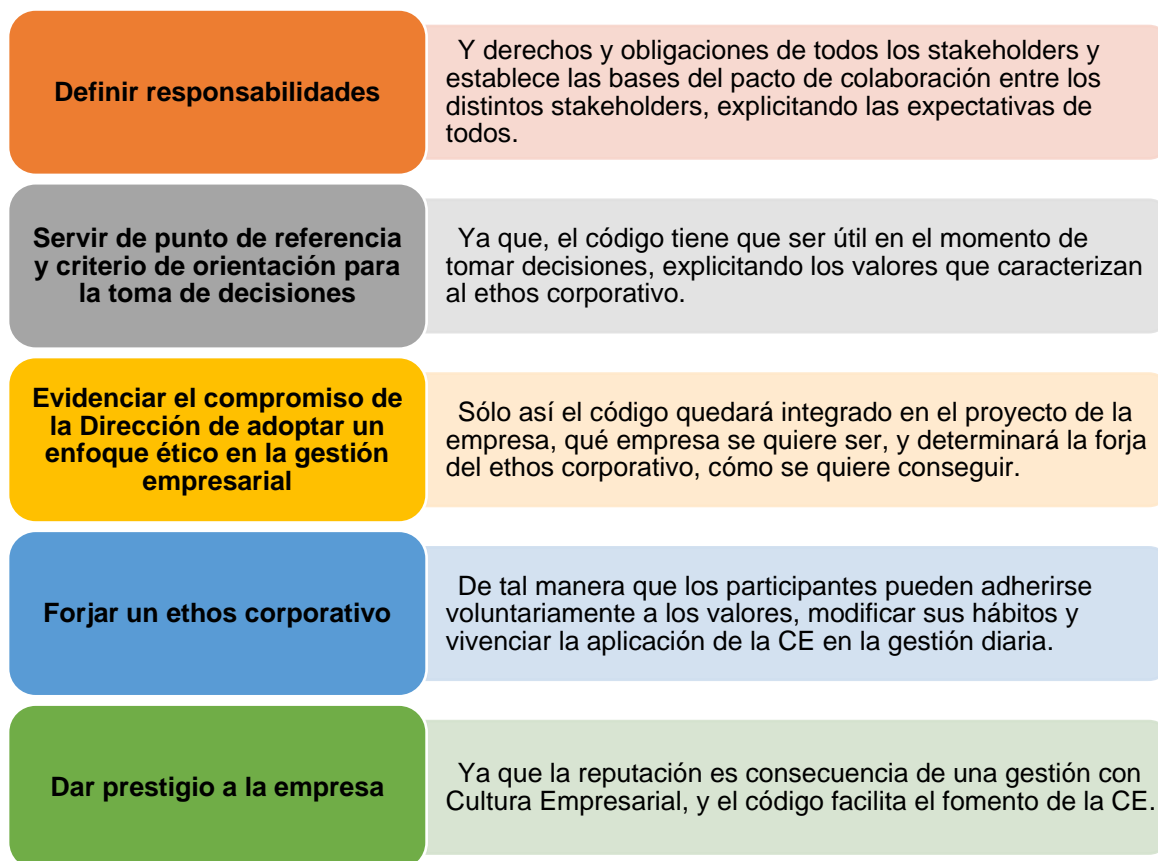 Definir responsabilidades
Y derechos y obligaciones de todos los stakeholders y
establece las bases del pacto de colaboración entre los
distintos stakeholders, explicitando las expectativas de
todos.
Servir de punto de referencia
y criterio de orientación para
la toma de decisiones
Ya que, el código tiene que ser útil en el momento de
tomar decisiones, explicitando los valores que caracterizan
al ethos corporativo.
Evidenciar el compromiso de
la Dirección de adoptar un
enfoque ético en la gestión
empresarial
Sólo así el código quedará integrado en el proyecto de la
empresa, qué empresa se quiere ser, y determinará la forja
del ethos corporativo, cómo se quiere conseguir.
Forjar un ethos corporativo
De tal manera que los participantes pueden adherirse
voluntariamente a los valores, modificar sus hábitos y
vivenciar la aplicación de la CE en la gestión diaria.
Dar prestigio a la empresa
Ya que la reputación es consecuencia de una gestión con
Cultura Empresarial, y el código facilita el fomento de la CE.